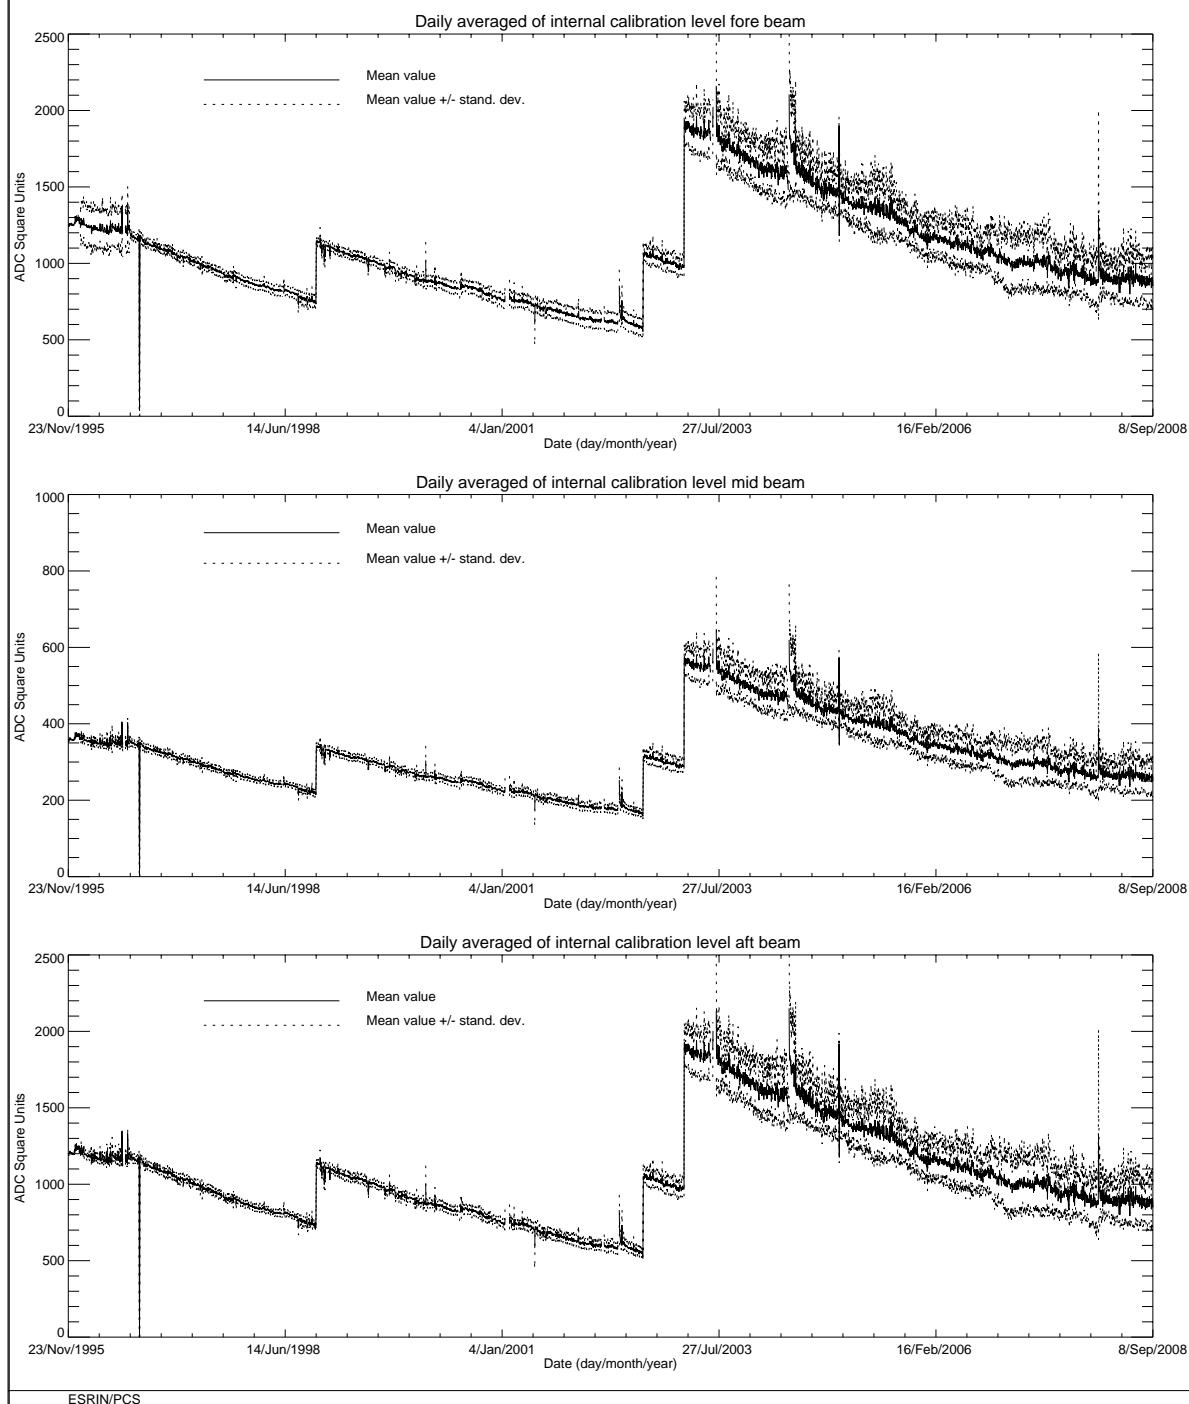 Daily averaged of internal calibration level fore beam
2500
2000
1500
1000
500
0
ADC Square Units
Mean value
Mean value +/- stand. dev.
23/Nov/1995 14/Jun/1998 4/Jan/2001 27/Jul/2003 16/Feb/2006 8/Sep/2008
Date (day/month/year)
Daily averaged of internal calibration level mid beam
1000
800
600
400
200
0
ADC Square Units
Mean value
Mean value +/- stand. dev.
23/Nov/1995 14/Jun/1998 4/Jan/2001 27/Jul/2003 16/Feb/2006 8/Sep/2008
Date (day/month/year)
Daily averaged of internal calibration level aft beam
2500
2000
1500
1000
500
0
ADC Square Units
Mean value
Mean value +/- stand. dev.
23/Nov/1995 14/Jun/1998 4/Jan/2001 27/Jul/2003 16/Feb/2006 8/Sep/2008
Date (day/month/year)
ESRIN/PCS